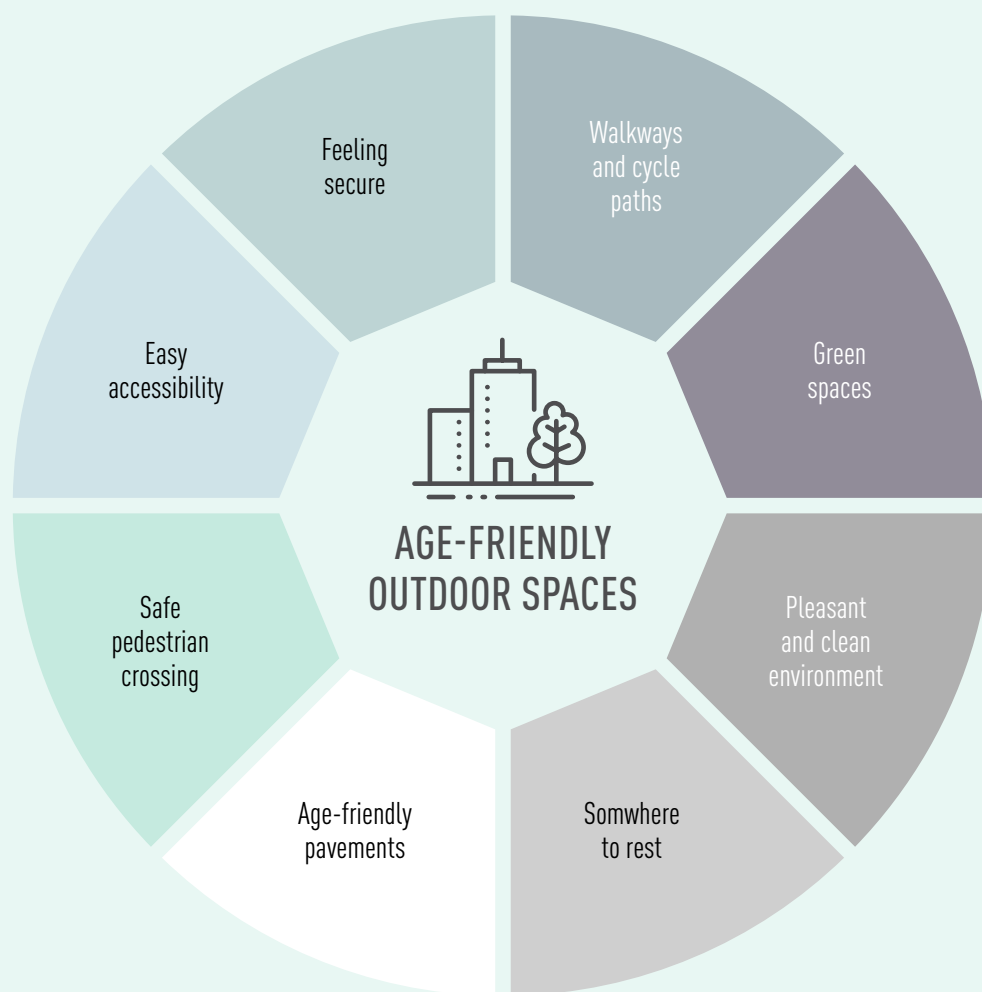 Feeling
secure
Walkways
and cycle
paths
Green
spaces
Pleasant
and clean
environment
Somwhere
to rest
Age-friendly
pavements
Safe
pedestrian
crossing
Easy
accessibility
AGE-FRIENDLY
OUTDOOR SPACES